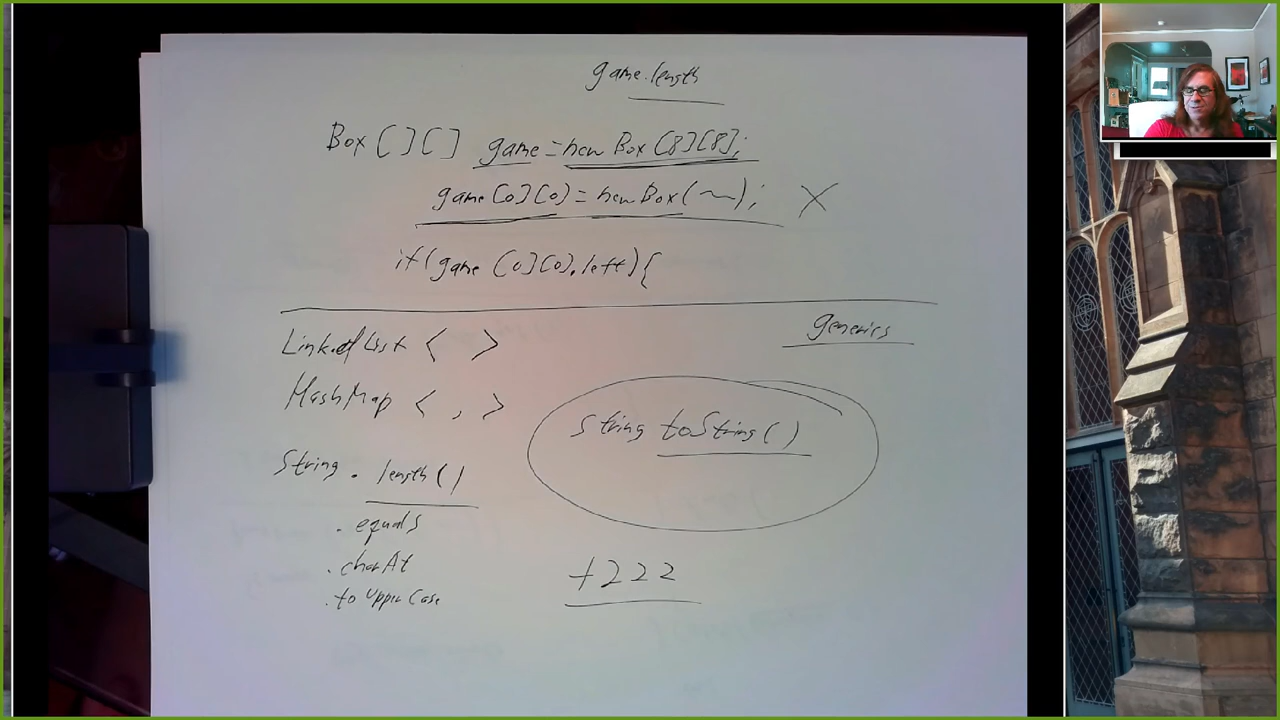 game.length
Box[][] game = new Box[8][8];
game[0][0] = new Box(~); X
if(game[0][0].left){
generics
LinkedList < >
HashMap < , >
String toString()
String . length()
. equals
. charAt
. toUpperCase
+222